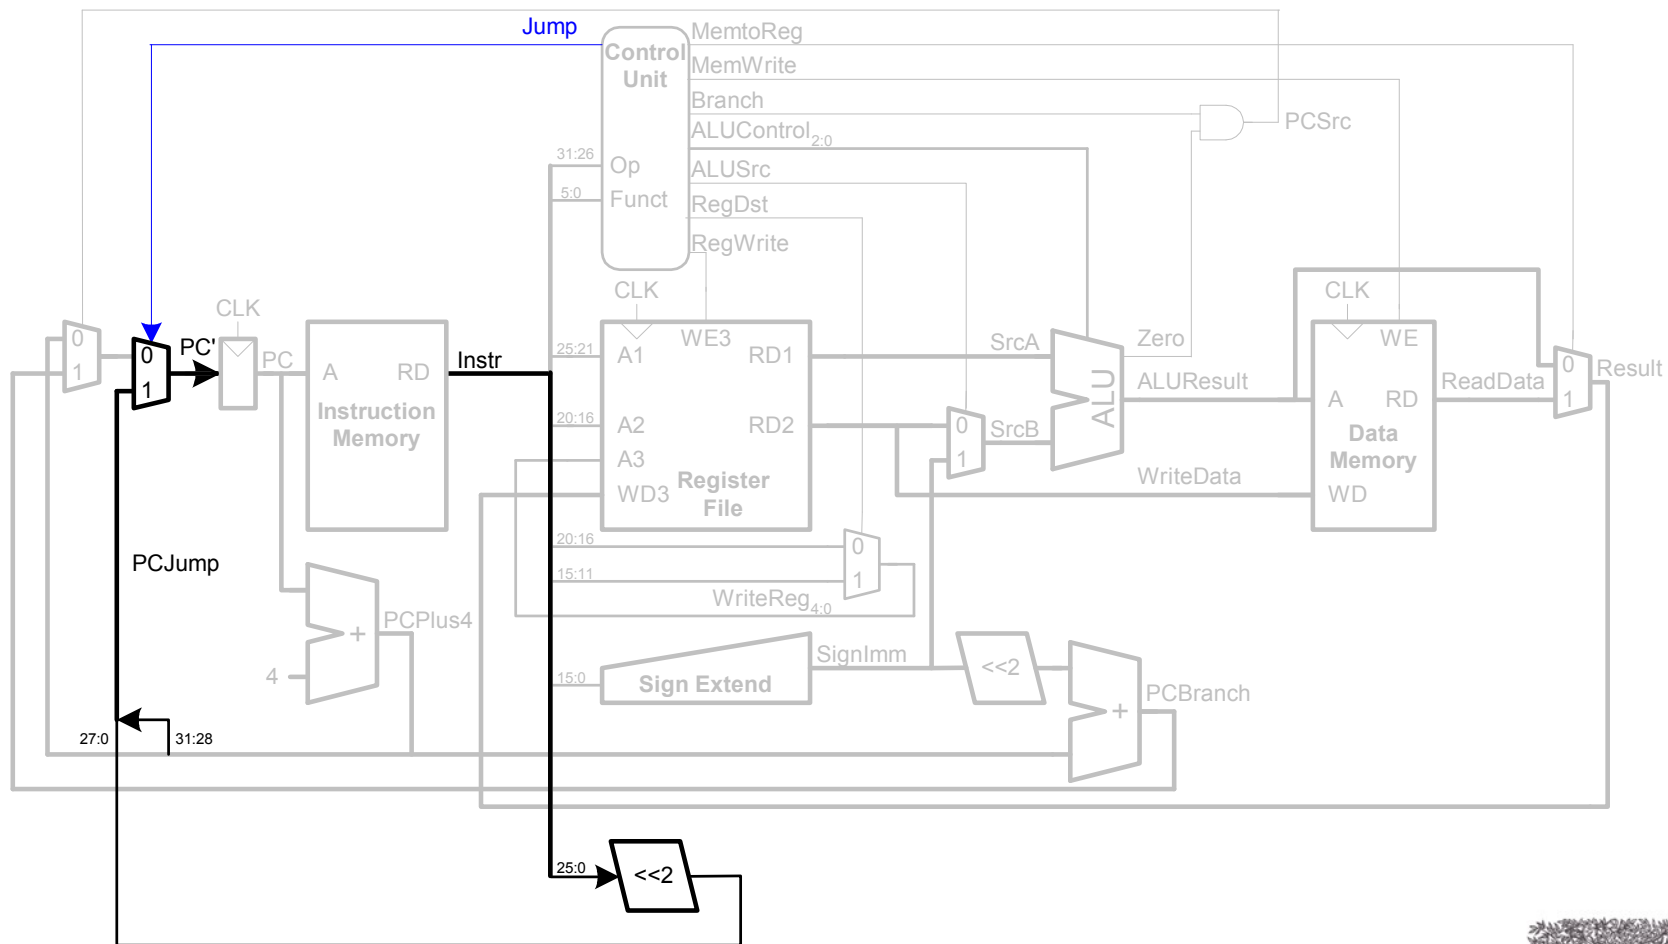 Jump
Control
Unit
MemtoReg
MemWrite
Branch
ALUControl2:0
ALUSrc
RegDst
RegWrite
PCSrc
31:26
Op
5:0
Funct
CLK
0
1
0
1
PC'
PC
A
RD
Instruction
Memory
Instr
CLK
25:21
A1
WE3
RD1
20:16
A2
RD2
A3
WD3
Register
File
SrcA
0
1
SrcB
ALU
Zero
ALUResult
WriteData
CLK
WE
A
RD
Data
Memory
WD
ReadData
0
1
Result
PCJump
20:16
0
15:11
1
WriteReg4:0
+
PCPlus4
4
15:0
Sign Extend
SignImm
<<2
+
PCBranch
27:0
31:28
25:0
<<2